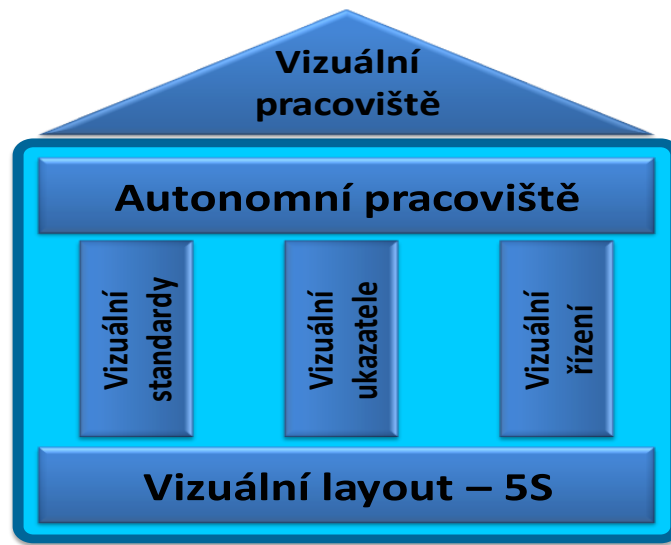 Vizuální
pracoviště
Autonomní pracoviště
Vizuální
standardy
Vizuální
ukazatele
Vizuální
řízení
Vizuální layout – 5S